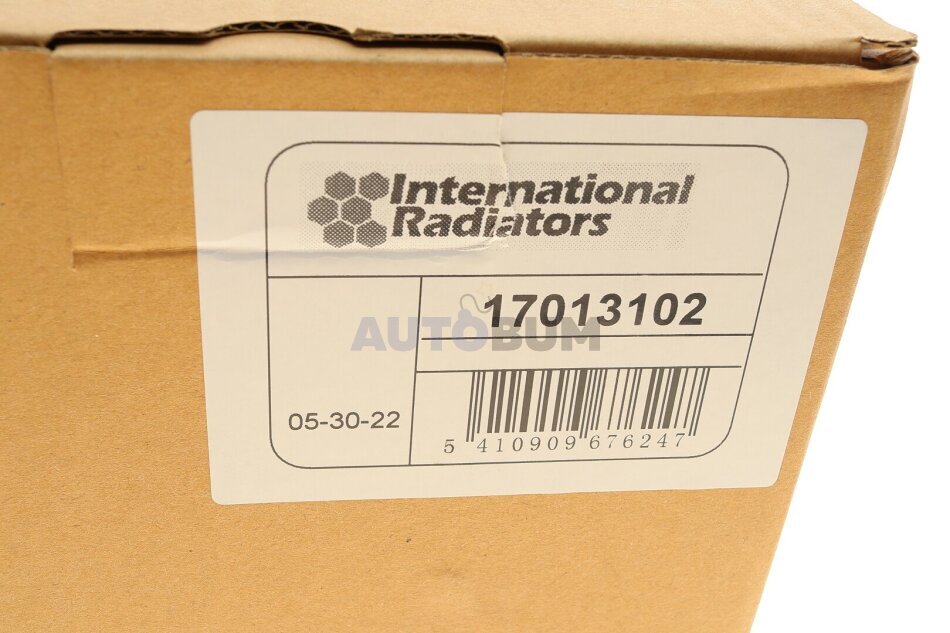 International
Radiators
17013102
AUTOBUM
05-30-22
5 410909 676247